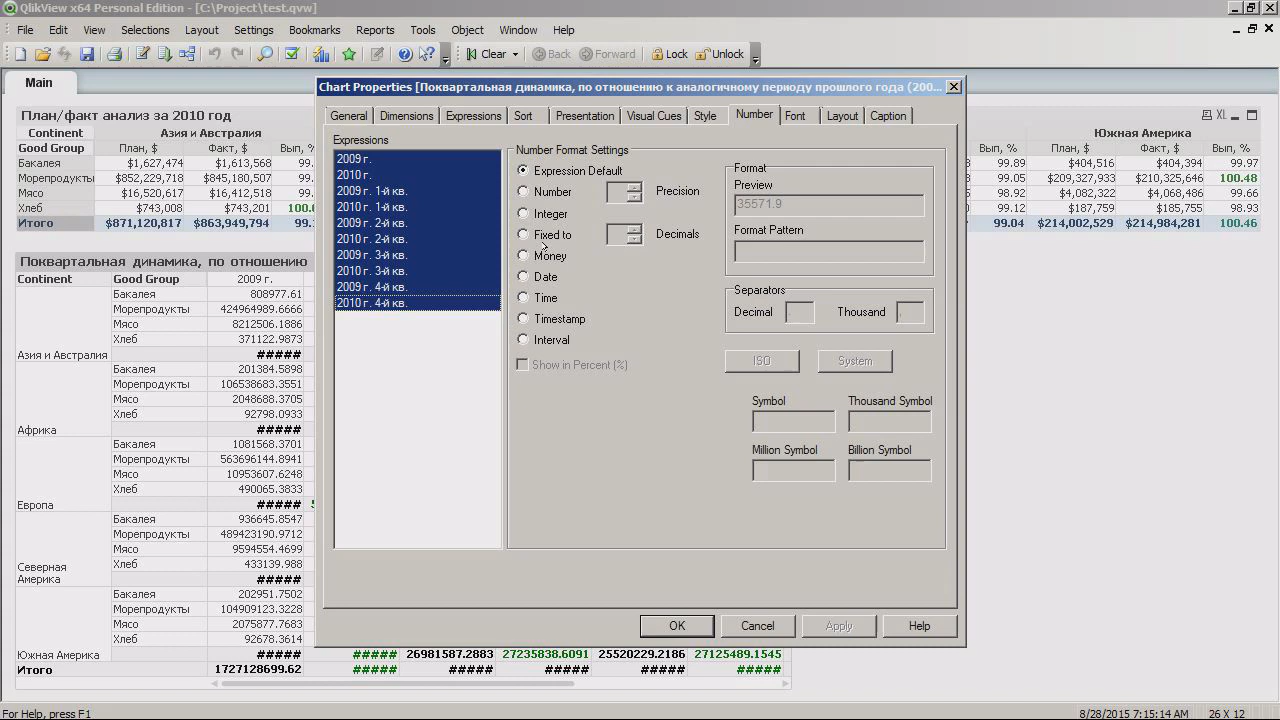 QlikView x64 Personal Edition - [C:\Project\test.qvw]
File Edit View Selections Layout Settings Bookmarks Reports Tools Object Window Help
Clear Back Forward Lock Unlock
Main
План/факт анализ за 2010 год
Continent Азия и Австралия Южная Америка
Good Group План, $ Факт, $ Вып, % Вып, % План, $ Факт, $ Вып, %
Бакалея $1,627,474 $1,613,568 99. 99.89 $404,516 $404,394 99.97
Морепродукты $852,229,718 $845,180,507 99. 99.05 $209,327,933 $210,325,646 100.48
Мясо $16,520,617 $16,412,518 99. 98.92 $4,082,256 $4,068,486 99.66
Хлеб $743,008 $743,201 100.0 99.12 $187,759 $185,755 98.93
Итого $871,120,817 $863,949,794 99. 99.04 $214,002,529 $214,984,281 100.46
Поквартальная динамика, по отношению
Continent Good Group 2009 г.
Бакалея 808977.61
Морепродукты 424964989.6666
Мясо 8212506.1886
Хлеб 371122.9873
Азия и Австралия #####
Бакалея 201384.5898
Морепродукты 106538683.3551
Мясо 2048688.3705
Хлеб 92798.0933
Африка #####
Бакалея 1081568.3701
Морепродукты 563696144.8941
Мясо 10953607.6248
Хлеб 490065.3833
Европа #####
Бакалея 936645.8547
Морепродукты 489423190.9712
Мясо 9594554.4699
Хлеб 433139.988
Северная
Америка #####
Бакалея 202951.7502
Морепродукты 104909123.3228
Мясо 2075877.7683
Хлеб 92678.3614
Южная Америка ##### ##### 26981587.2883 27235838.6091 25520229.2186 27125489.1545
Итого 1727128699.62 ##### ##### ##### ##### #####
Chart Properties [Поквартальная динамика, по отношению к аналогичному периоду прошлого года (200...
General Dimensions Expressions Sort Presentation Visual Cues Style Number Font Layout Caption
Expressions
2009 г.
2010 г.
2009 г. 1-й кв.
2010 г. 1-й кв.
2009 г. 2-й кв.
2010 г. 2-й кв.
2009 г. 3-й кв.
2010 г. 3-й кв.
2009 г. 4-й кв.
2010 г. 4-й кв.
Number Format Settings
Expression Default
Number Precision
Integer
Fixed to Decimals
Money
Date
Time
Timestamp
Interval
Show in Percent (%)
Format
Preview
35571.9
Format Pattern
Separators
Decimal . Thousand ,
ISO System
Symbol Thousand Symbol
Million Symbol Billion Symbol
OK Cancel Apply Help
For Help, press F1 8/28/2015 7:15:14 AM 26 X 12